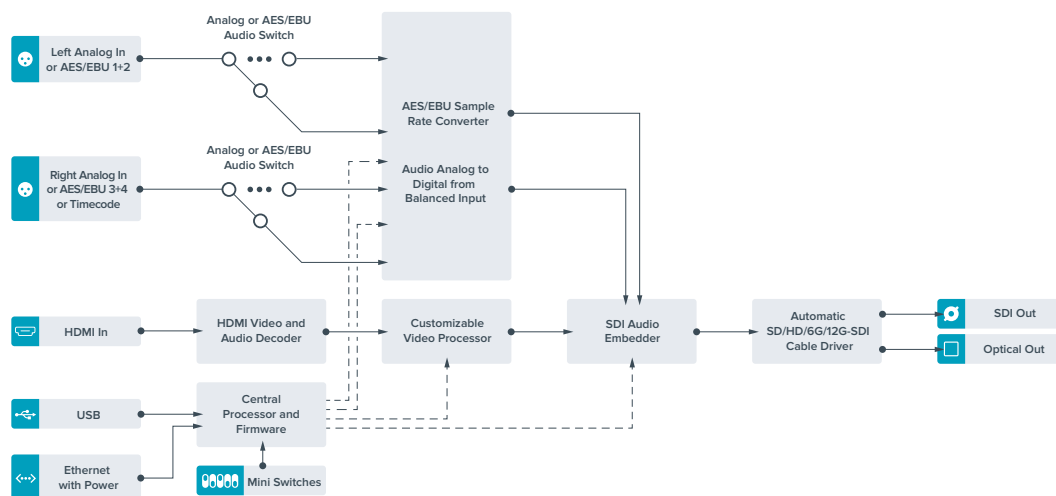 Analog or AES/EBU
Audio Switch
Left Analog In
or AES/EBU 1+2
AES/EBU Sample
Rate Converter
Analog or AES/EBU
Audio Switch
Right Analog In
or AES/EBU 3+4
or Timecode
Audio Analog to
Digital from
Balanced Input
HDMI In
HDMI Video and
Audio Decoder
Customizable
Video Processor
SDI Audio
Embedder
Automatic
SD/HD/6G/12G-SDI
Cable Driver
SDI Out
Optical Out
USB
Central
Processor and
Firmware
Ethernet
with Power
Mini Switches